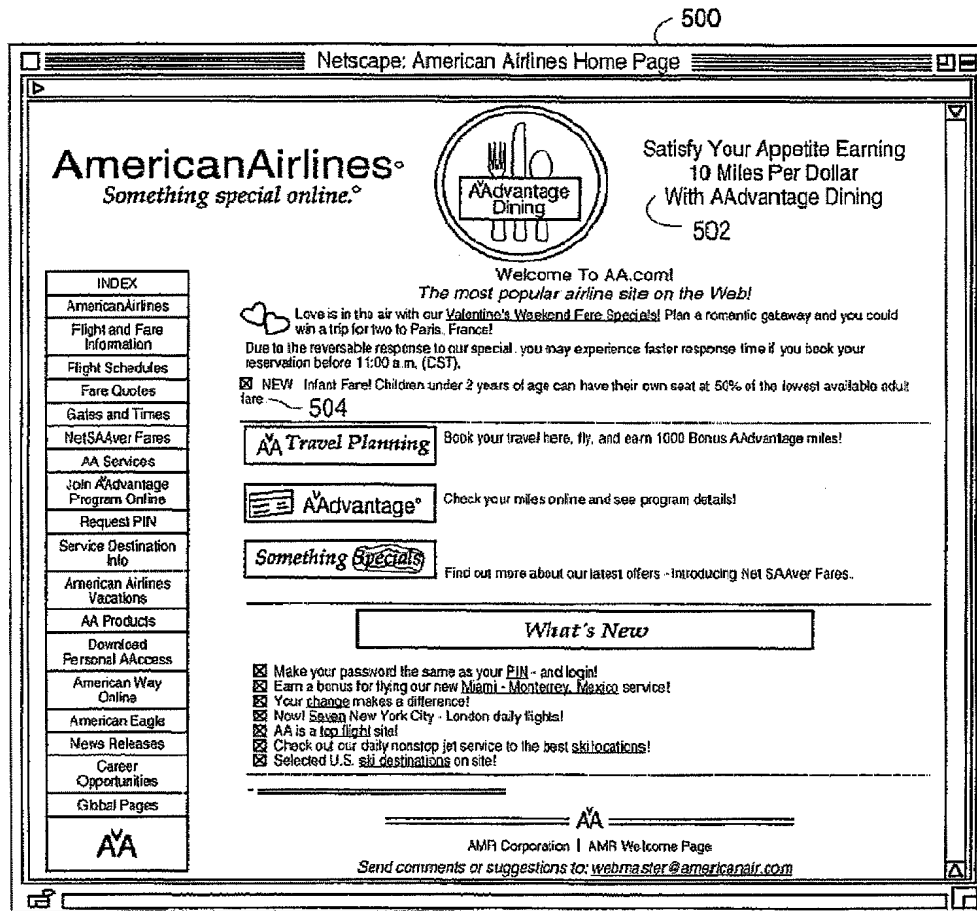 500
Netscape: American Airlines Home Page
AmericanAirlines°
Something special online.°
AAdvantage
Dining
Satisfy Your Appetite Earning
10 Miles Per Dollar
With AAdvantage Dining
502
INDEX
AmericanAirlines
Flight and Fare
Information
Flight Schedules
Fare Quotes
Gates and Times
NetSAAver Fares
AA Services
Join AAdvantage
Program Online
Request PIN
Service Destination
Info
American Airlines
Vacations
AA Products
Download
Personal AAccess
American Way
Online
American Eagle
News Releases
Career
Opportunities
Global Pages
AA
Welcome To AA.com!
The most popular airline site on the Web!
Love is in the air with our Valentine's Weekend Fare Specials! Plan a romantic getaway and you could
win a trip for two to Paris, France!
Due to the reversable response to our special, you may experience faster response time if you book your
reservation before 11:00 a.m. (CST).
NEW Infant Fare! Children under 2 years of age can have their own seat at 50% of the lowest available adult
fare
504
AA Travel Planning
Book your travel here, fly, and earn 1000 Bonus AAdvantage miles!
AAdvantage°
Check your miles online and see program details!
Something Specials
Find out more about our latest offers - Introducing Net SAAver Fares..
What's New
Make your password the same as your PIN - and login!
Earn a bonus for flying our new Miami - Monterrey, Mexico service!
Your change makes a difference!
Now! Seven New York City - London daily flights!
AA is a top flight site!
Check out our daily nonstop jet service to the best ski locations!
Selected U.S. ski destinations on site!
AA
AMR Corporation | AMR Welcome Page
Send comments or suggestions to: webmaster@americanair.com